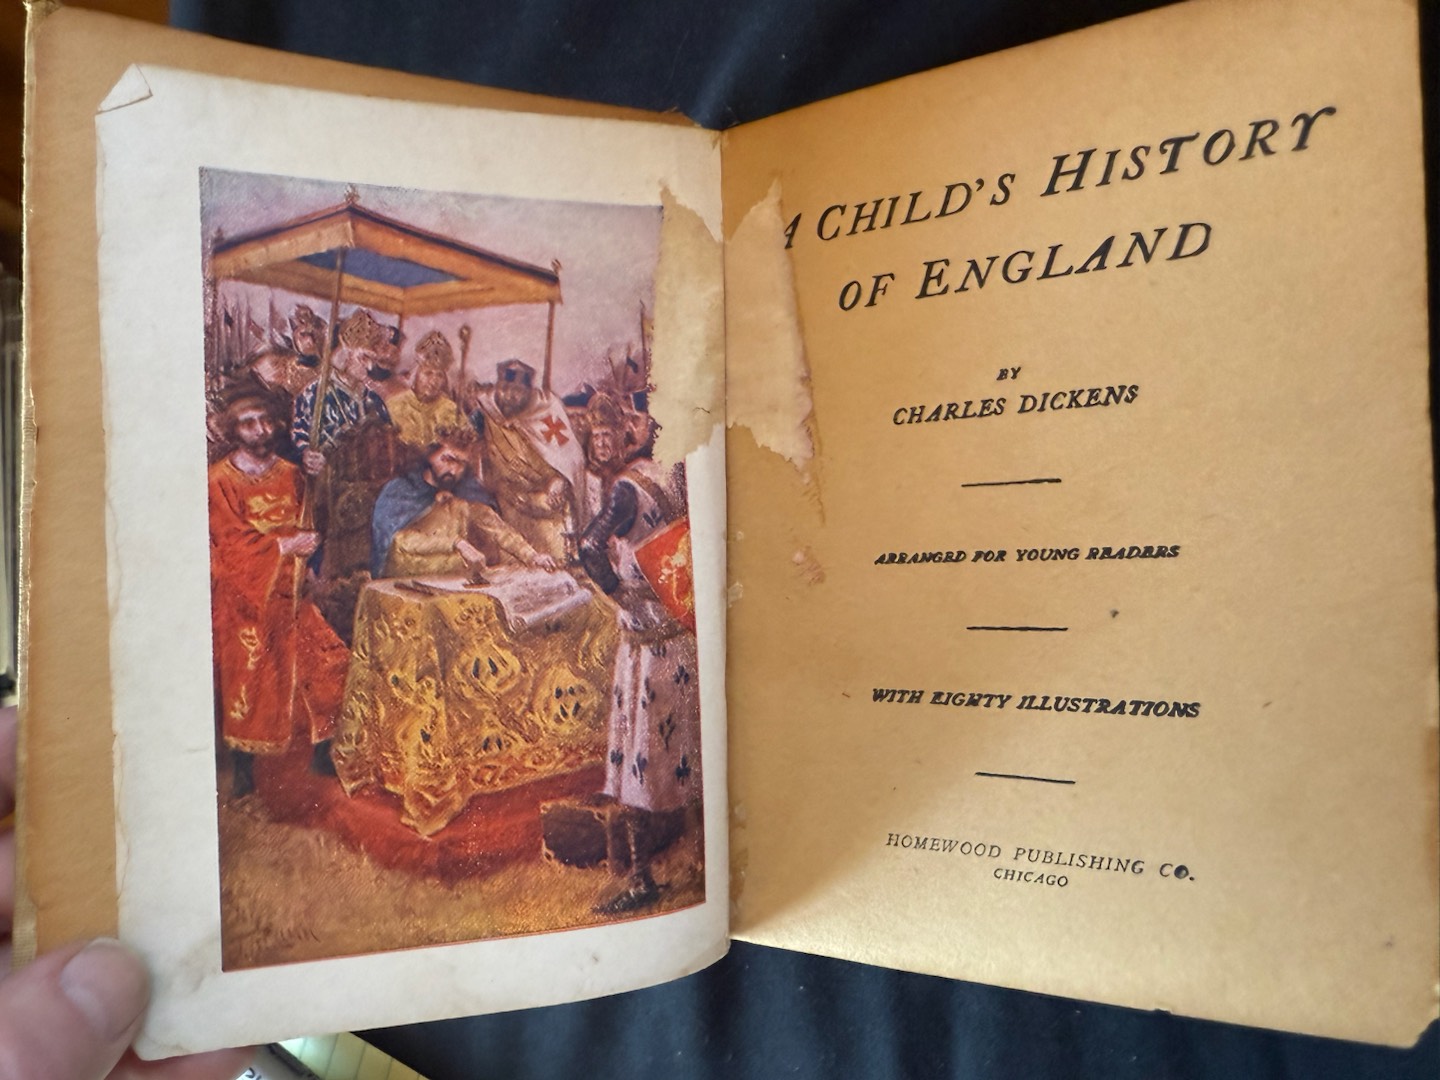 A CHILD'S HISTORY
OF ENGLAND
BY
CHARLES DICKENS
ARRANGED FOR YOUNG READERS
WITH EIGHTY ILLUSTRATIONS
HOMEWOOD PUBLISHING CO.
CHICAGO